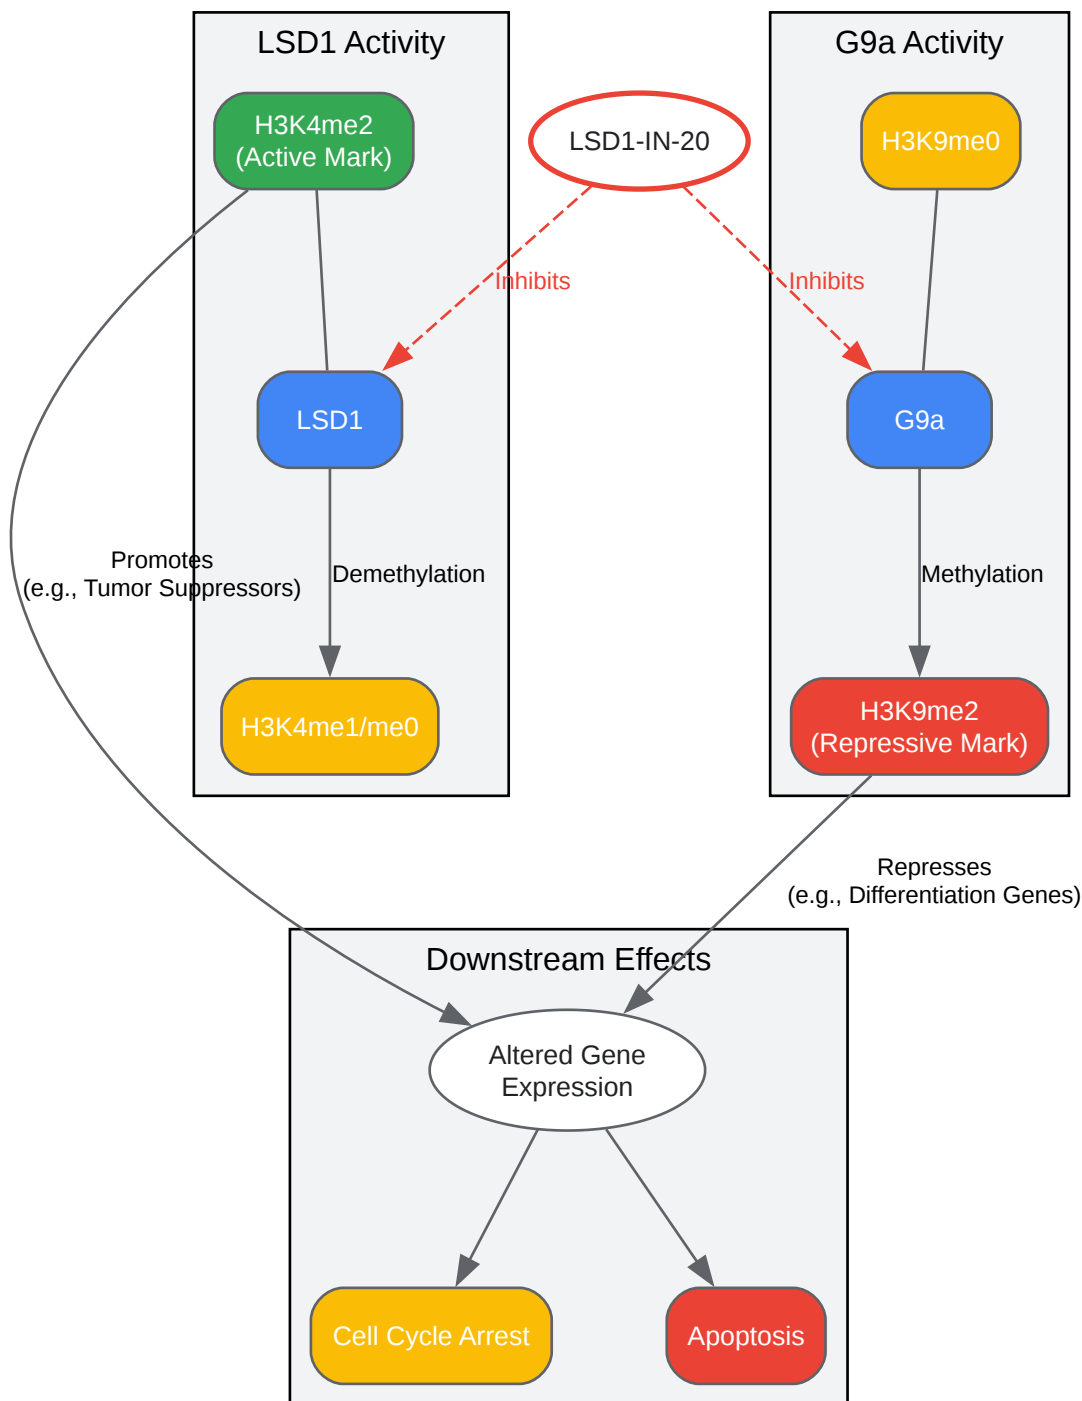 LSD1 Activity
G9a Activity
H3K4me2
(Active Mark)
LSD1-IN-20
H3K9me0
Inhibits
Inhibits
LSD1
G9a
Promotes
(e.g., Tumor Suppressors)
Demethylation
Methylation
H3K4me1/me0
H3K9me2
(Repressive Mark)
Represses
(e.g., Differentiation Genes)
Downstream Effects
Altered Gene
Expression
Cell Cycle Arrest
Apoptosis